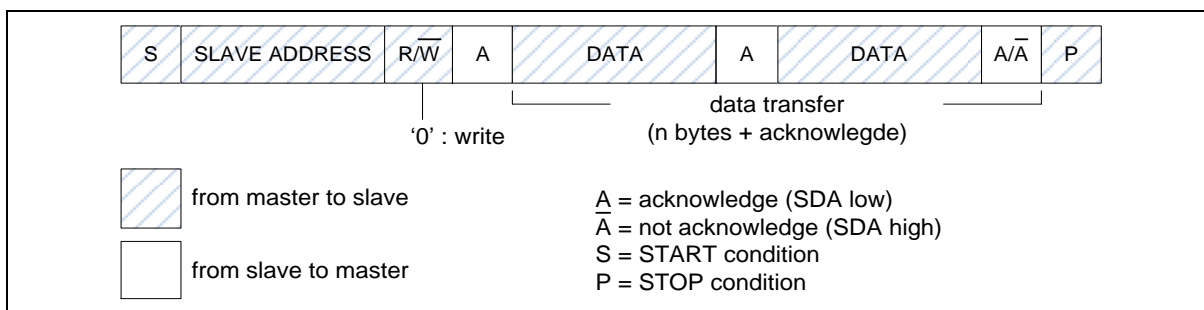 S SLAVE ADDRESS R/W̅ A DATA A DATA A/A̅ P
data transfer
'0' : write
(n bytes + acknowlegde)
from master to slave
from slave to master
A = acknowledge (SDA low)
A̅ = not acknowledge (SDA high)
S = START condition
P = STOP condition